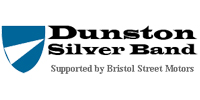 Dunston
Silver Band
Supported by Bristol Street Motors